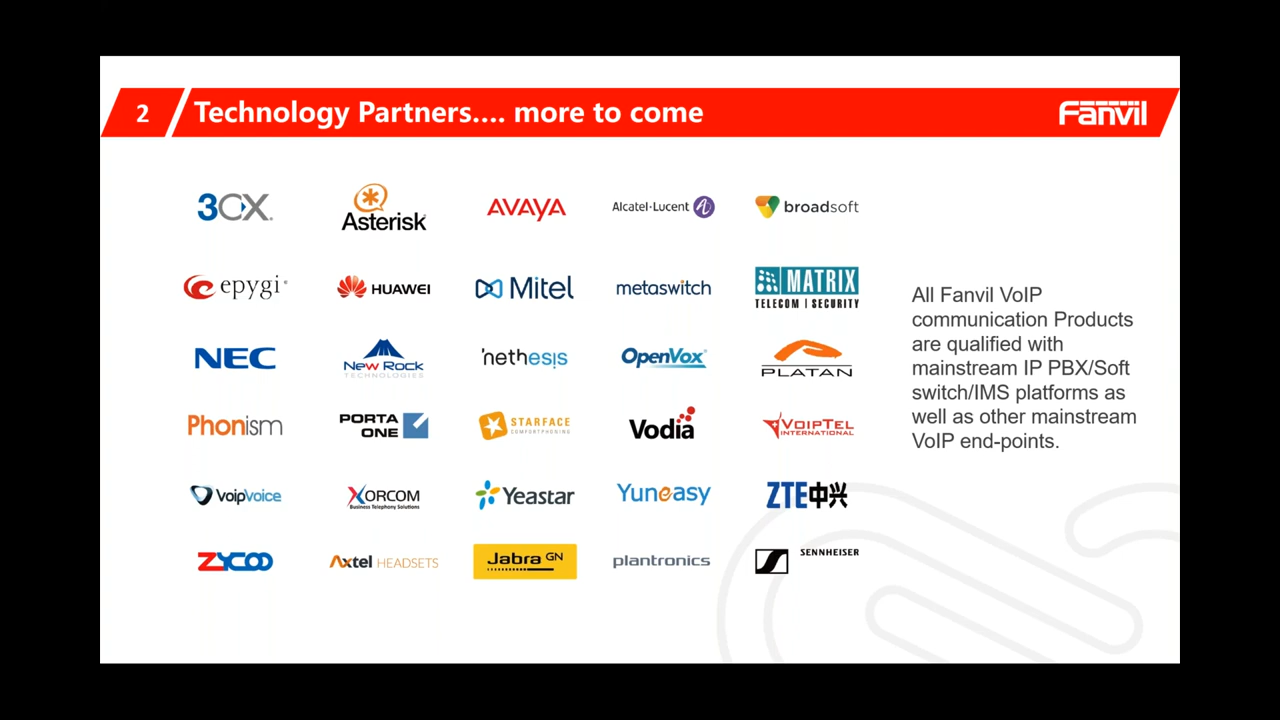 2
Technology Partners.... more to come
Fanvil
3CX
Asterisk
AVAYA
Alcatel·Lucent
broadsoft
epygi
HUAWEI
Mitel
metaswitch
MATRIX
TELECOM | SECURITY
NEC
New Rock
TECHNOLOGIES
nethesis
OpenVox
PLATAN
Phonism
PORTA
ONE
STARFACE
COMFORTPHONING
Vodia
VOIPTEL
INTERNATIONAL
VoipVoice
XORCOM
Business Telephony Solutions
Yeastar
Yuneasy
ZTE中兴
ZYCOO
Axtel HEADSETS
Jabra GN
plantronics
SENNHEISER
All Fanvil VoIP
communication Products
are qualified with
mainstream IP PBX/Soft
switch/IMS platforms as
well as other mainstream
VoIP end-points.